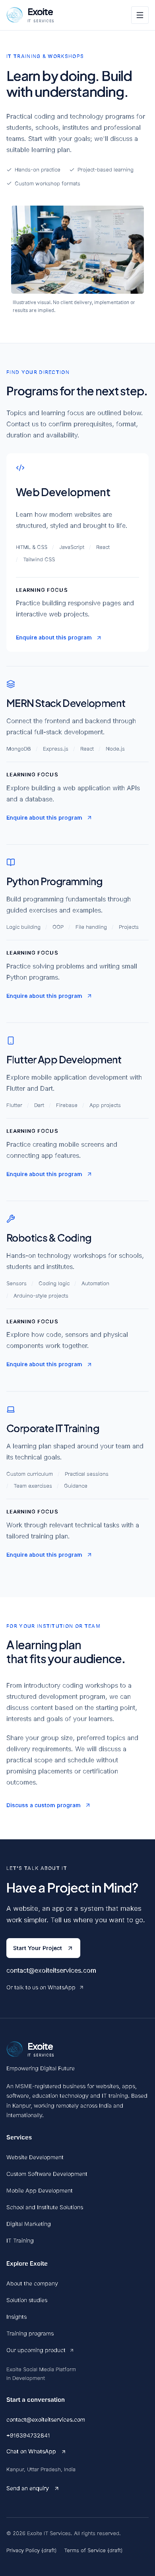 Exoite
IT SERVICES
IT TRAINING & WORKSHOPS
Learn by doing. Build
with understanding.
Practical coding and technology programs for
students, schools, institutes and professional
teams. Start with your goals; we'll discuss a
suitable learning plan.
Hands-on practice
Project-based learning
Custom workshop formats
Illustrative visual. No client delivery, implementation or
results are implied.
FIND YOUR DIRECTION
Programs for the next step.
Topics and learning focus are outlined below.
Contact us to confirm prerequisites, format,
duration and availability.
Web Development
Learn how modern websites are
structured, styled and brought to life.
HTML & CSS
JavaScript
React
Tailwind CSS
LEARNING FOCUS
Practice building responsive pages and
interactive web projects.
Enquire about this program
MERN Stack Development
Connect the frontend and backend through
practical full-stack development.
MongoDB
Express.js
React
Node.js
LEARNING FOCUS
Explore building a web application with APIs
and a database.
Enquire about this program
Python Programming
Build programming fundamentals through
guided exercises and examples.
Logic building
OOP
File handling
Projects
LEARNING FOCUS
Practice solving problems and writing small
Python programs.
Enquire about this program
Flutter App Development
Explore mobile application development with
Flutter and Dart.
Flutter
Dart
Firebase
App projects
LEARNING FOCUS
Practice creating mobile screens and
connecting app features.
Enquire about this program
Robotics & Coding
Hands-on technology workshops for schools,
students and institutes.
Sensors
Coding logic
Automation
Arduino-style projects
LEARNING FOCUS
Explore how code, sensors and physical
components work together.
Enquire about this program
Corporate IT Training
A learning plan shaped around your team and
its technical goals.
Custom curriculum
Practical sessions
Team exercises
Guidance
LEARNING FOCUS
Work through relevant technical tasks with a
tailored training plan.
Enquire about this program
FOR YOUR INSTITUTION OR TEAM
A learning plan
that fits your audience.
From introductory coding workshops to a
structured development program, we can
discuss content based on the starting point,
interests and goals of your learners.
Share your group size, preferred topics and
delivery requirements. We will discuss a
practical scope and schedule without
promising placements or certification
outcomes.
Discuss a custom program
LET'S TALK ABOUT IT
Have a Project in Mind?
A website, an app or a system that makes
work simpler. Tell us where you want to go.
Start Your Project
contact@exoiteitservices.com
Or talk to us on WhatsApp
Exoite
IT SERVICES
Empowering Digital Future
An MSME-registered business for websites, apps,
software, education technology and IT training. Based
in Kanpur, working remotely across India and
internationally.
Services
Website Development
Custom Software Development
Mobile App Development
School and Institute Solutions
Digital Marketing
IT Training
Explore Exoite
About the company
Solution studies
Insights
Training programs
Our upcoming product
Exoite Social Media Platform
In Development
Start a conversation
contact@exoiteitservices.com
+916394732841
Chat on WhatsApp
Kanpur, Uttar Pradesh, India
Send an enquiry
© 2026 Exoite IT Services. All rights reserved.
Privacy Policy (draft)
Terms of Service (draft)